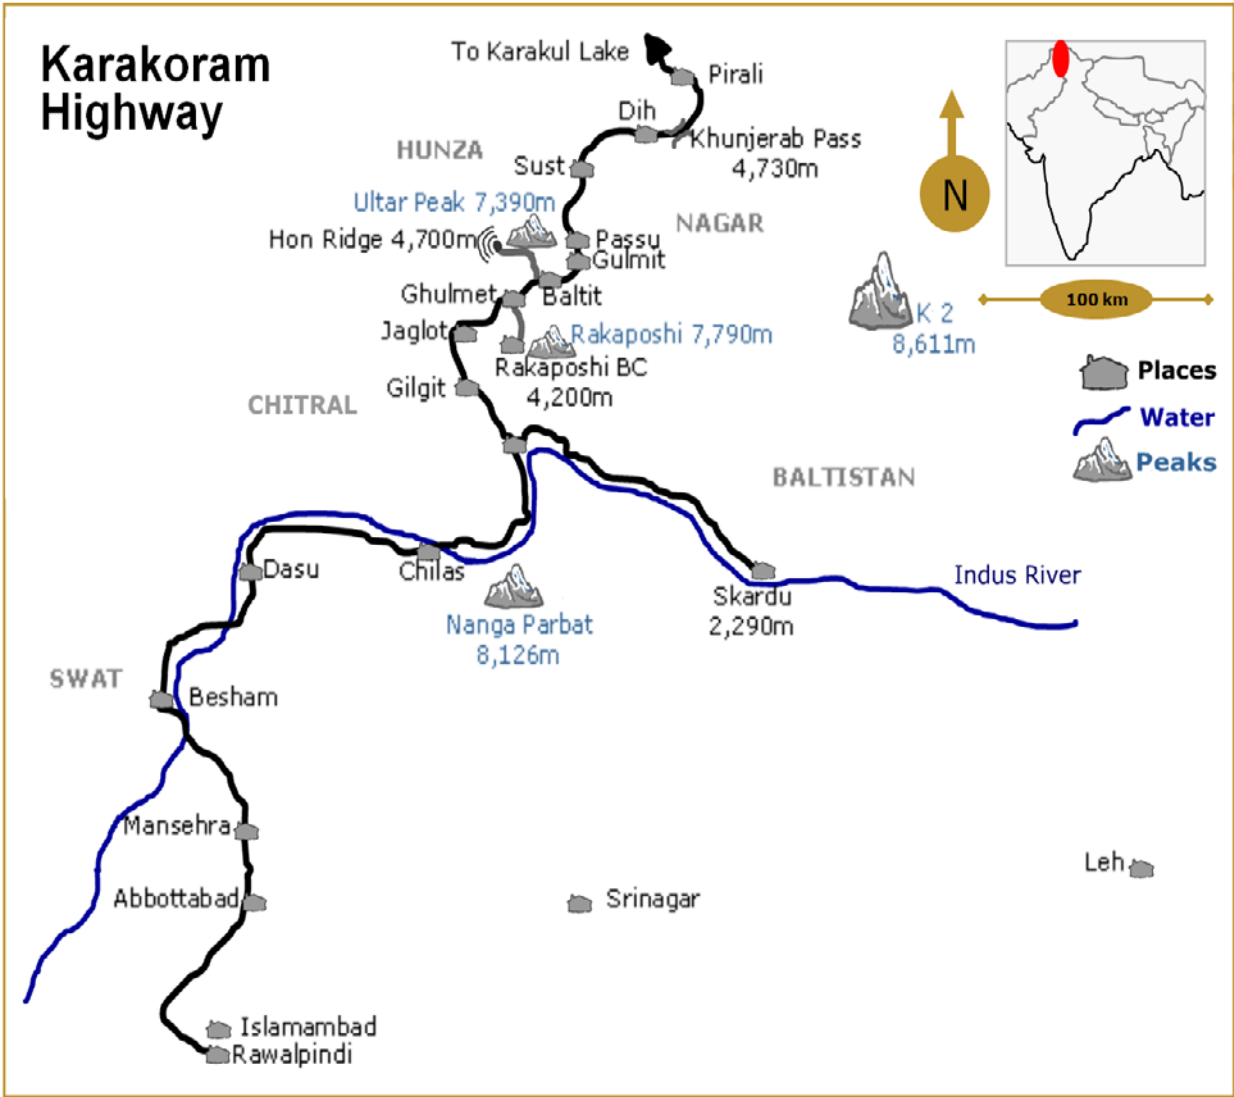 Karakoram
Highway
To Karakul Lake
Pirali
Dih
Khunjerab Pass
4,730m
HUNZA
Sust
Ultar Peak 7,390m
NAGAR
Hon Ridge 4,700m
Passu
Gulmit
Ghulmet
Baltit
Jaglot
Rakaposhi 7,790m
Rakaposhi BC
4,200m
Gilgit
CHITRAL
K 2
8,611m
N
100 km
Places
Water
Peaks
BALTISTAN
Dasu
Chilas
Nanga Parbat
8,126m
Skardu
2,290m
Indus River
SWAT
Besham
Mansehra
Abbottabad
Srinagar
Leh
Islamambad
Rawalpindi